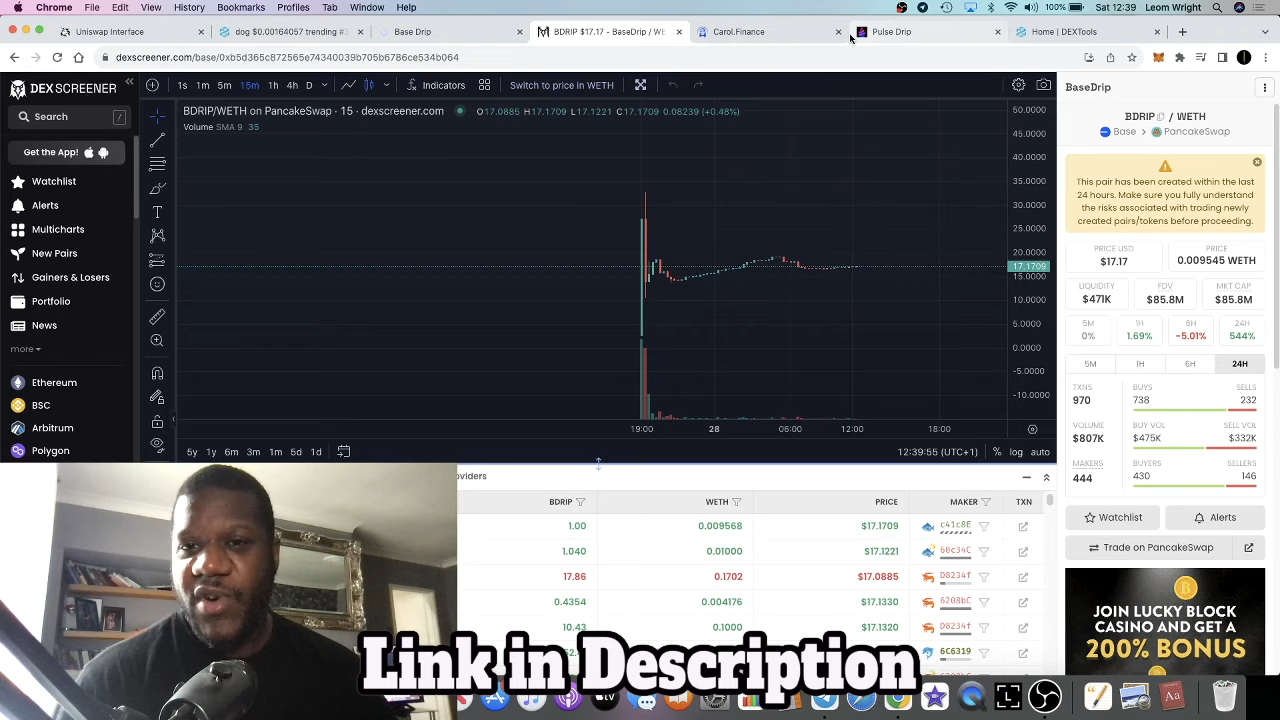 Chrome File Edit View History Bookmarks Profiles Tab Window Help 100% Sat 12:39 Leom Wright
Uniswap Interface × dog $0.00164057 trending # × Base Drip × BDRIP $17.17 - BaseDrip / WE × Carol.Finance × Pulse Drip × Home | DEXTools ×
dexscreener.com/base/0xb5d365c872565e74340039b705b6786cec534b064
DEX SCREENER
Search /
Get the App!
Watchlist
Alerts
Multicharts
New Pairs
Gainers & Losers
Portfolio
News
more
Ethereum
BSC
Arbitrum
Polygon
1s 1m 5m 15m 1h 4h D Indicators Switch to price in WETH
BDRIP/WETH on PancakeSwap · 15 · dexscreener.com O17.0885 H17.1709 L17.1221 C17.1709 0.08239 (+0.48%)
Volume SMA 9 35
50.0000
45.0000
40.0000
35.0000
30.0000
25.0000
20.0000
17.1709
15.0000
10.0000
5.0000
0.0000
-5.0000
-10.0000
19:00 28 06:00 12:00 18:00
5y 1y 6m 3m 1m 5d 1d 12:39:55 (UTC+1) % log auto
oviders
BDRIP WETH PRICE MAKER TXN
1.00 0.009568 $17.1709 c41c8E
1.040 0.01000 $17.1221 60c34C
17.86 0.1702 $17.0885 D8234f
0.4354 0.004176 $17.1330 6208bC
10.43 0.1000 $17.1320 D8234f
6C6319
BaseDrip
BDRIP / WETH
Base > PancakeSwap
This pair has been created within the last
24 hours. Make sure you fully understand
the risks associated with trading newly
created pairs/tokens before proceeding.
PRICE USD PRICE
$17.17 0.009545 WETH
LIQUIDITY FDV MKT CAP
$471K $85.8M $85.8M
5M 1H 6H 24H
0% 1.69% -5.01% 544%
5M 1H 6H 24H
TXNS BUYS SELLS
970 738 232
VOLUME BUY VOL SELL VOL
$807K $475K $332K
MAKERS BUYERS SELLERS
444 430 146
Watchlist Alerts
Trade on PancakeSwap
JOIN LUCKY BLOCK
CASINO AND GET A
200% BONUS
Link in Description